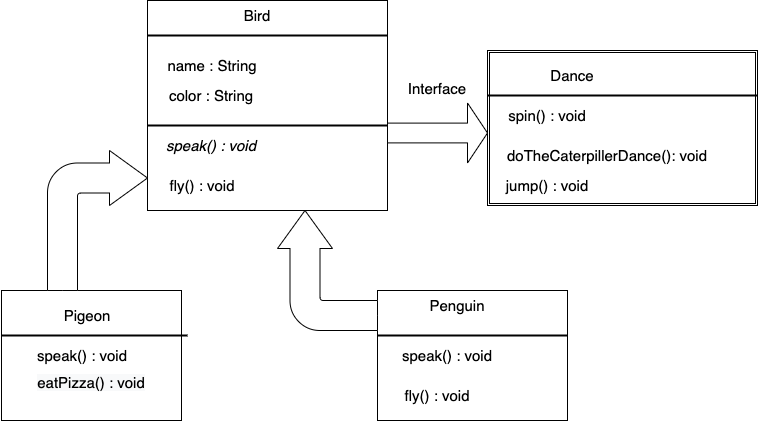 Bird
name : String
color : String
speak() : void
fly() : void
Interface
Dance
spin() : void
doTheCaterpillerDance(): void
jump() : void
Pigeon
speak() : void
eatPizza() : void
Penguin
speak() : void
fly() : void